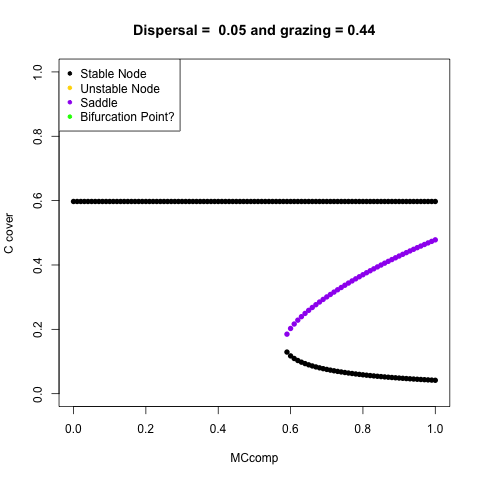 Dispersal =  0.05 and grazing = 0.44
Stable Node
Unstable Node
Saddle
Bifurcation Point?
C cover
1.0
0.8
0.6
0.4
0.2
0.0
0.0 0.2 0.4 0.6 0.8 1.0
MCcomp